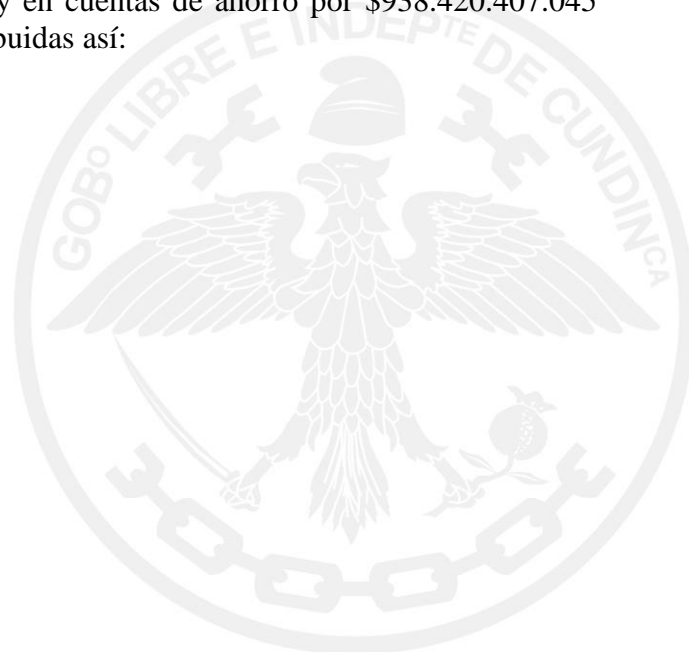 y en cuentas de ahorro por $938.420.407.045
buidas así:
GOBº LIBRE E INDEPTE DE CUNDINCA